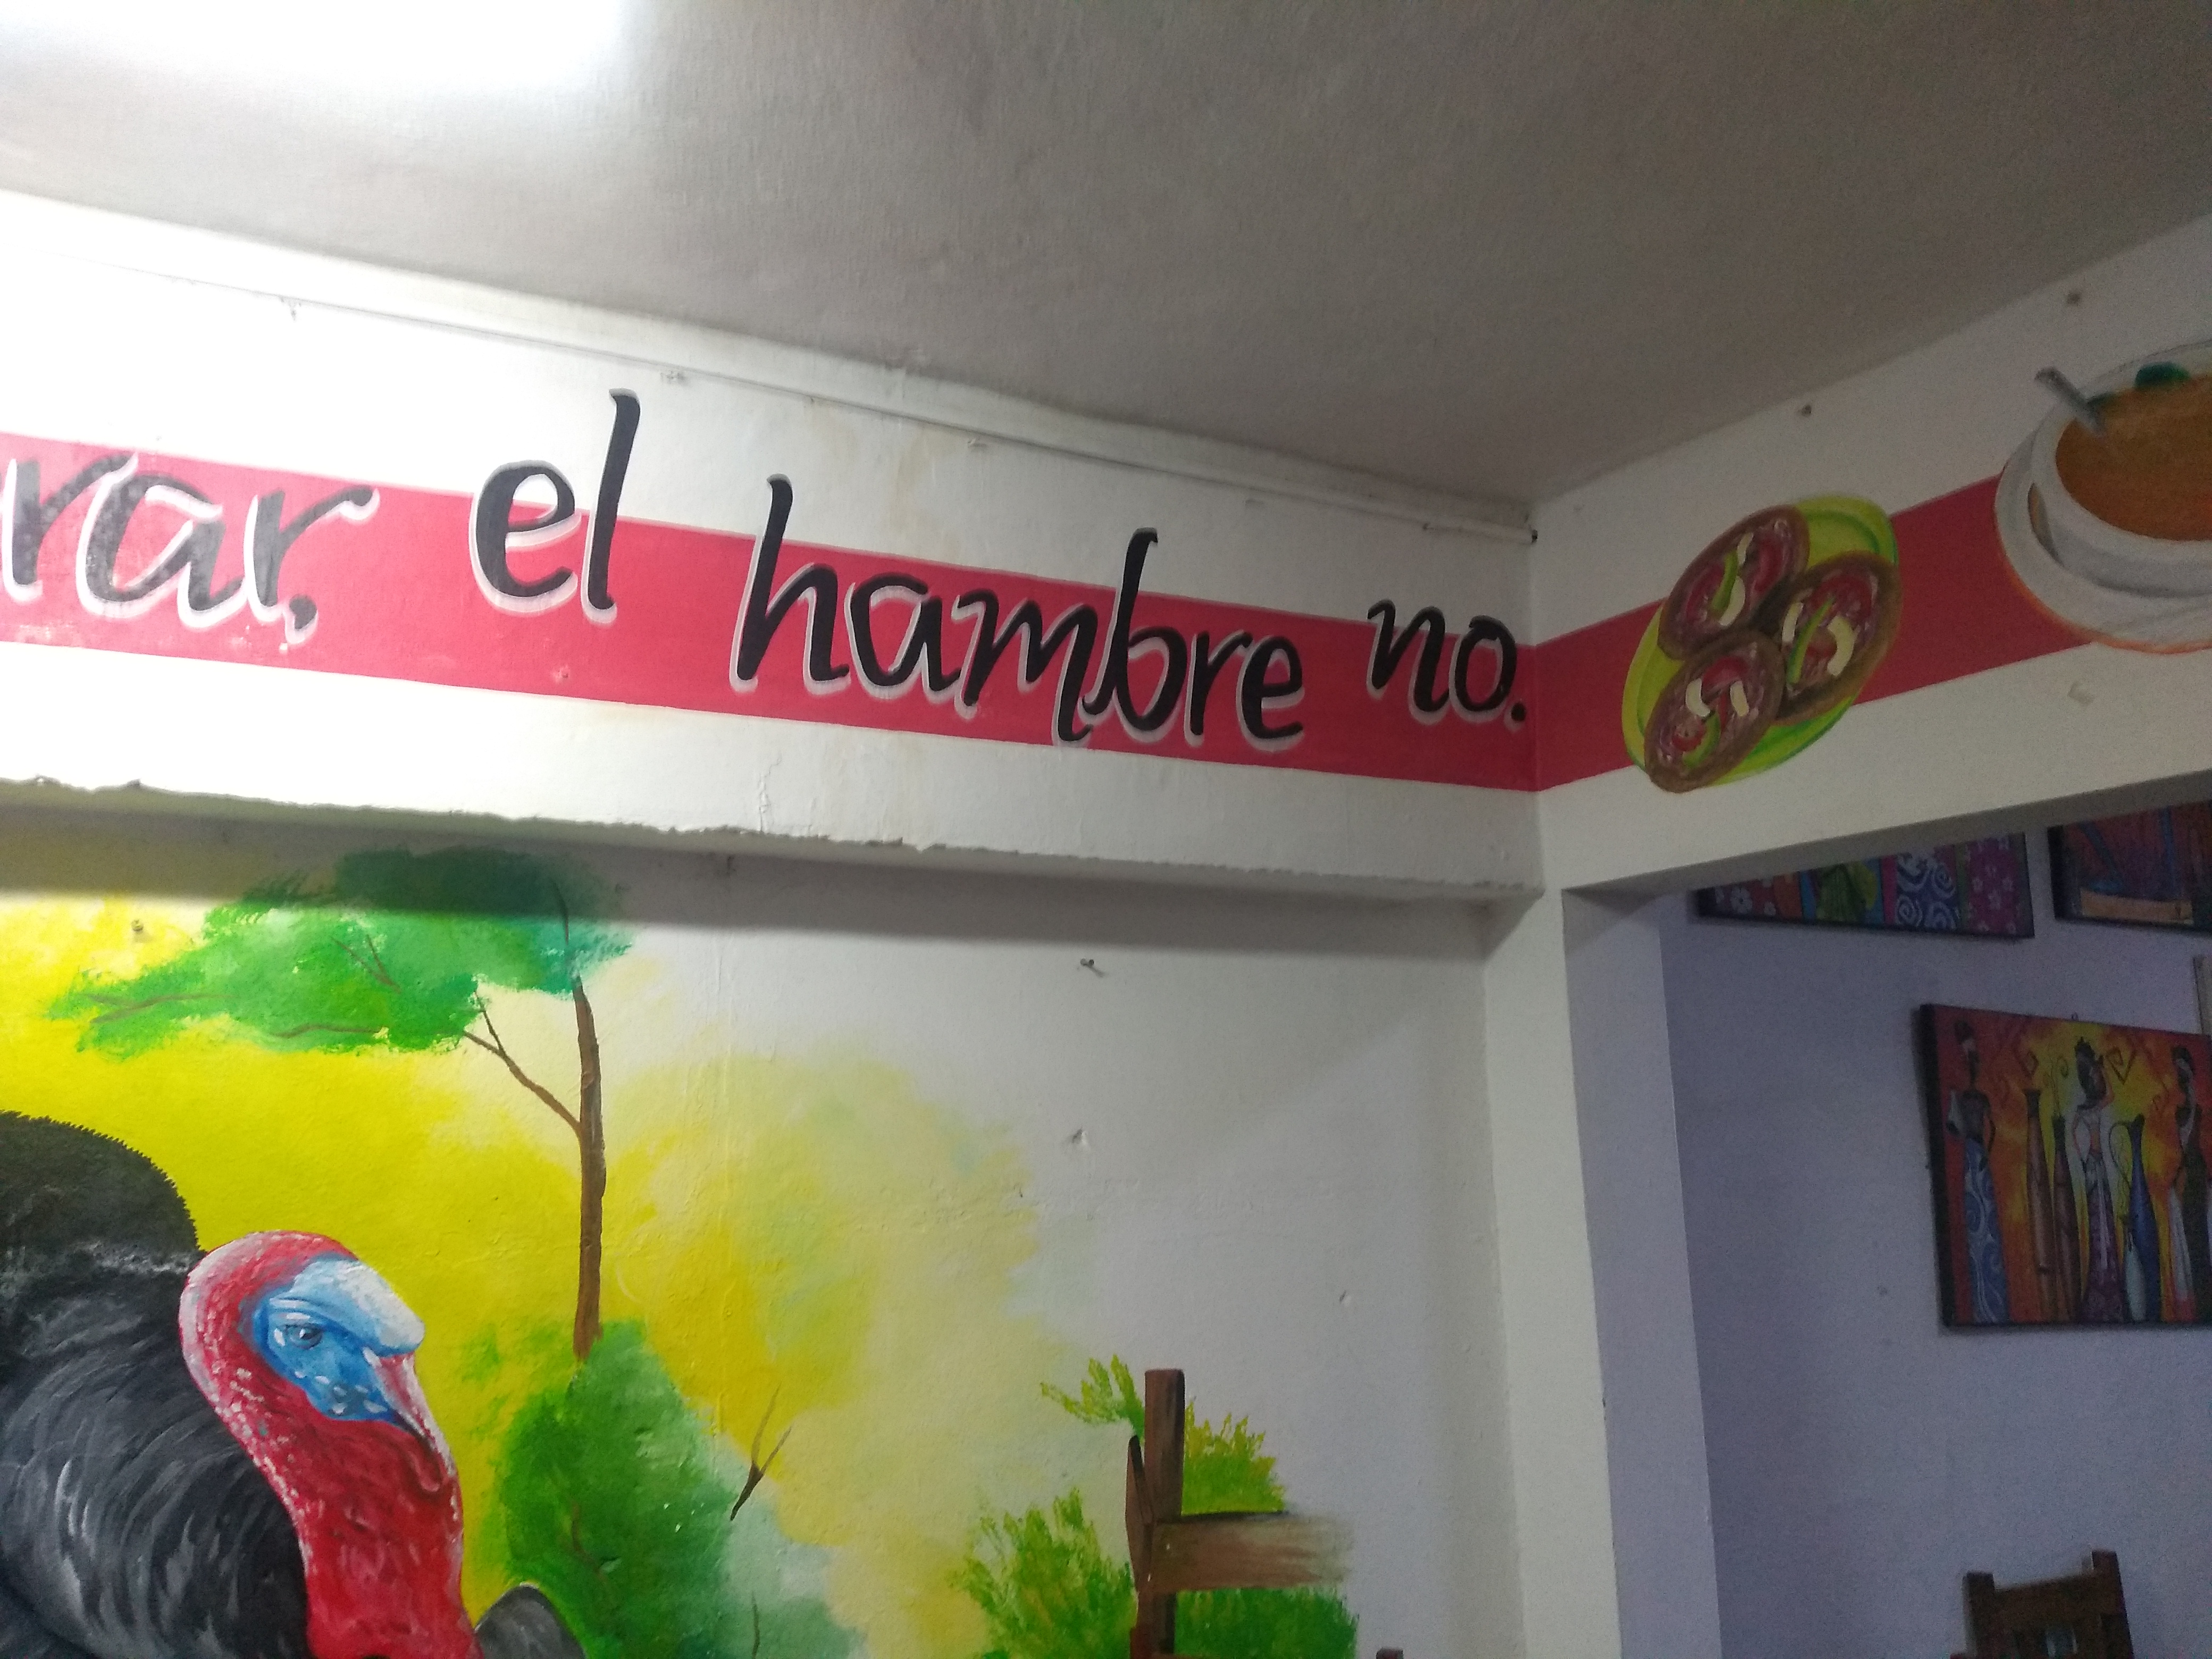 rar, el hambre no.